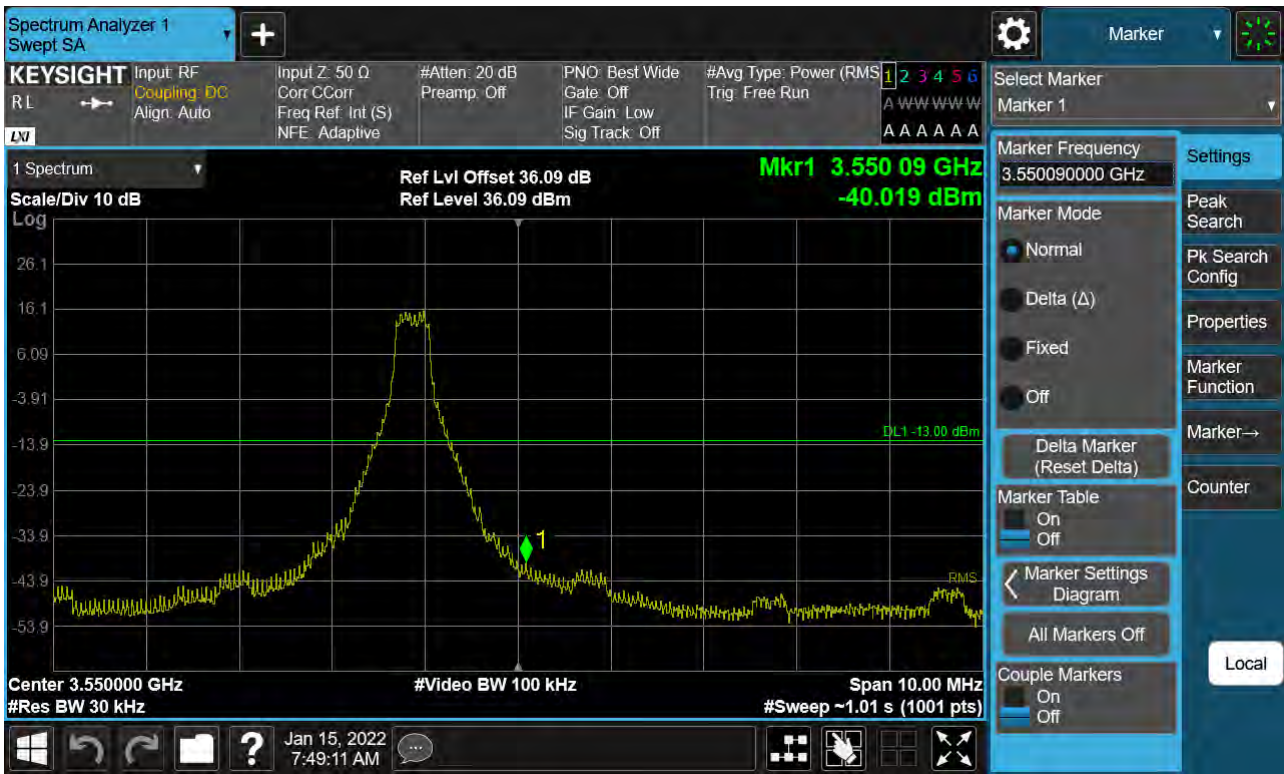 Spectrum Analyzer 1
Swept SA
+
Marker
KEYSIGHT
RL
LXI
Input: RF
Coupling: DC
Align: Auto
Input Z: 50 Ω
Corr CCorr
Freq Ref: Int (S)
NFE: Adaptive
#Atten: 20 dB
Preamp: Off
PNO: Best Wide
Gate: Off
IF Gain: Low
Sig Track: Off
#Avg Type: Power (RMS
Trig: Free Run
1 2 3 4 5 6
A W W W W W
A A A A A A
Select Marker
Marker 1
1 Spectrum
Scale/Div 10 dB
Log
Ref Lvl Offset 36.09 dB
Ref Level 36.09 dBm
Mkr1 3.550 09 GHz
-40.019 dBm
26.1
16.1
6.09
-3.91
-13.9
-23.9
-33.9
-43.9
-53.9
DL1 -13.00 dBm
1
RMS
Center 3.550000 GHz
#Res BW 30 kHz
#Video BW 100 kHz
Span 10.00 MHz
#Sweep ~1.01 s (1001 pts)
Marker Frequency
3.550090000 GHz
Marker Mode
Normal
Delta (Δ)
Fixed
Off
Delta Marker
(Reset Delta)
Marker Table
On
Off
Marker Settings
Diagram
All Markers Off
Couple Markers
On
Off
Settings
Peak
Search
Pk Search
Config
Properties
Marker
Function
Marker→
Counter
Local
?
Jan 15, 2022
7:49:11 AM